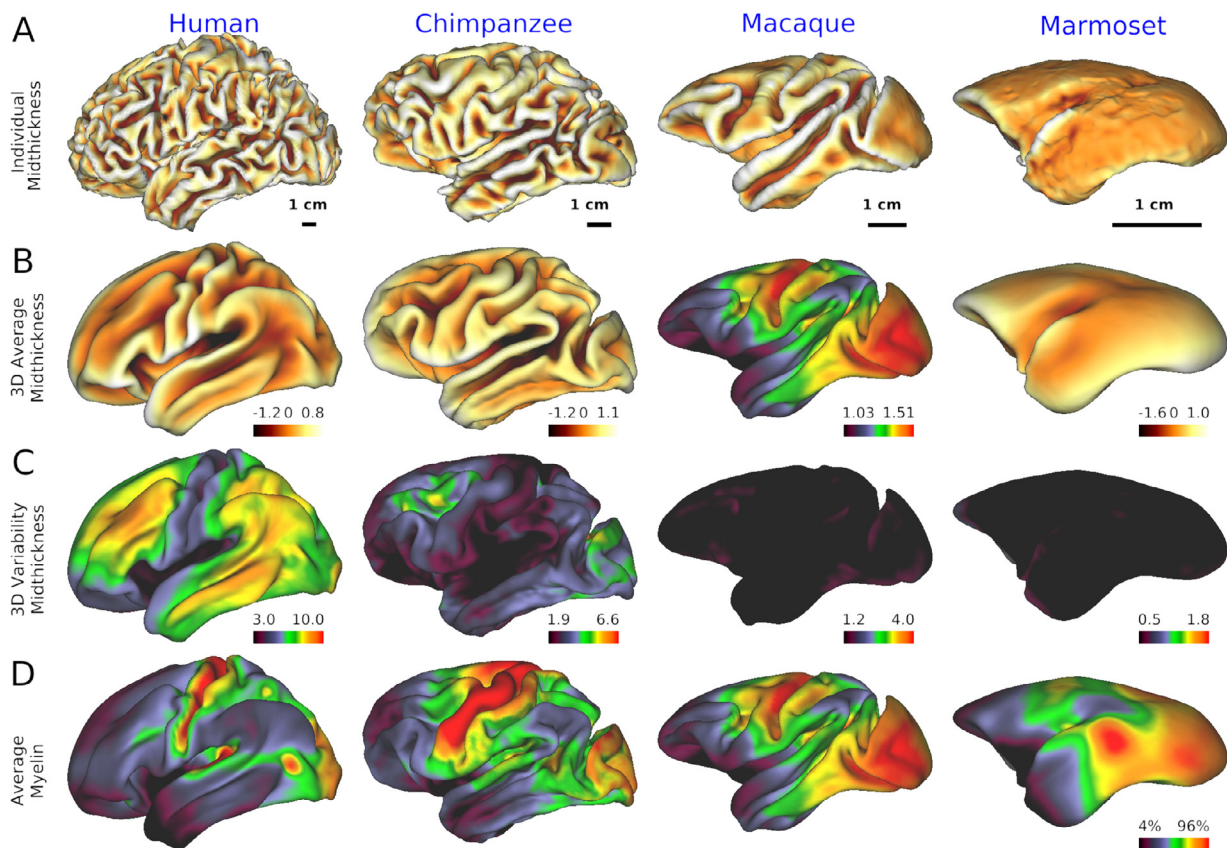 Human Chimpanzee Macaque Marmoset
A
Individual
Midthickness
1 cm 1 cm 1 cm 1 cm
B
3D Average
Midthickness
-1.2 0 0.8 -1.2 0 1.1 1.03 1.51 -1.6 0 1.0
C
3D Variability
Midthickness
3.0 10.0 1.9 6.6 1.2 4.0 0.5 1.8
D
Average
Myelin
4% 96%